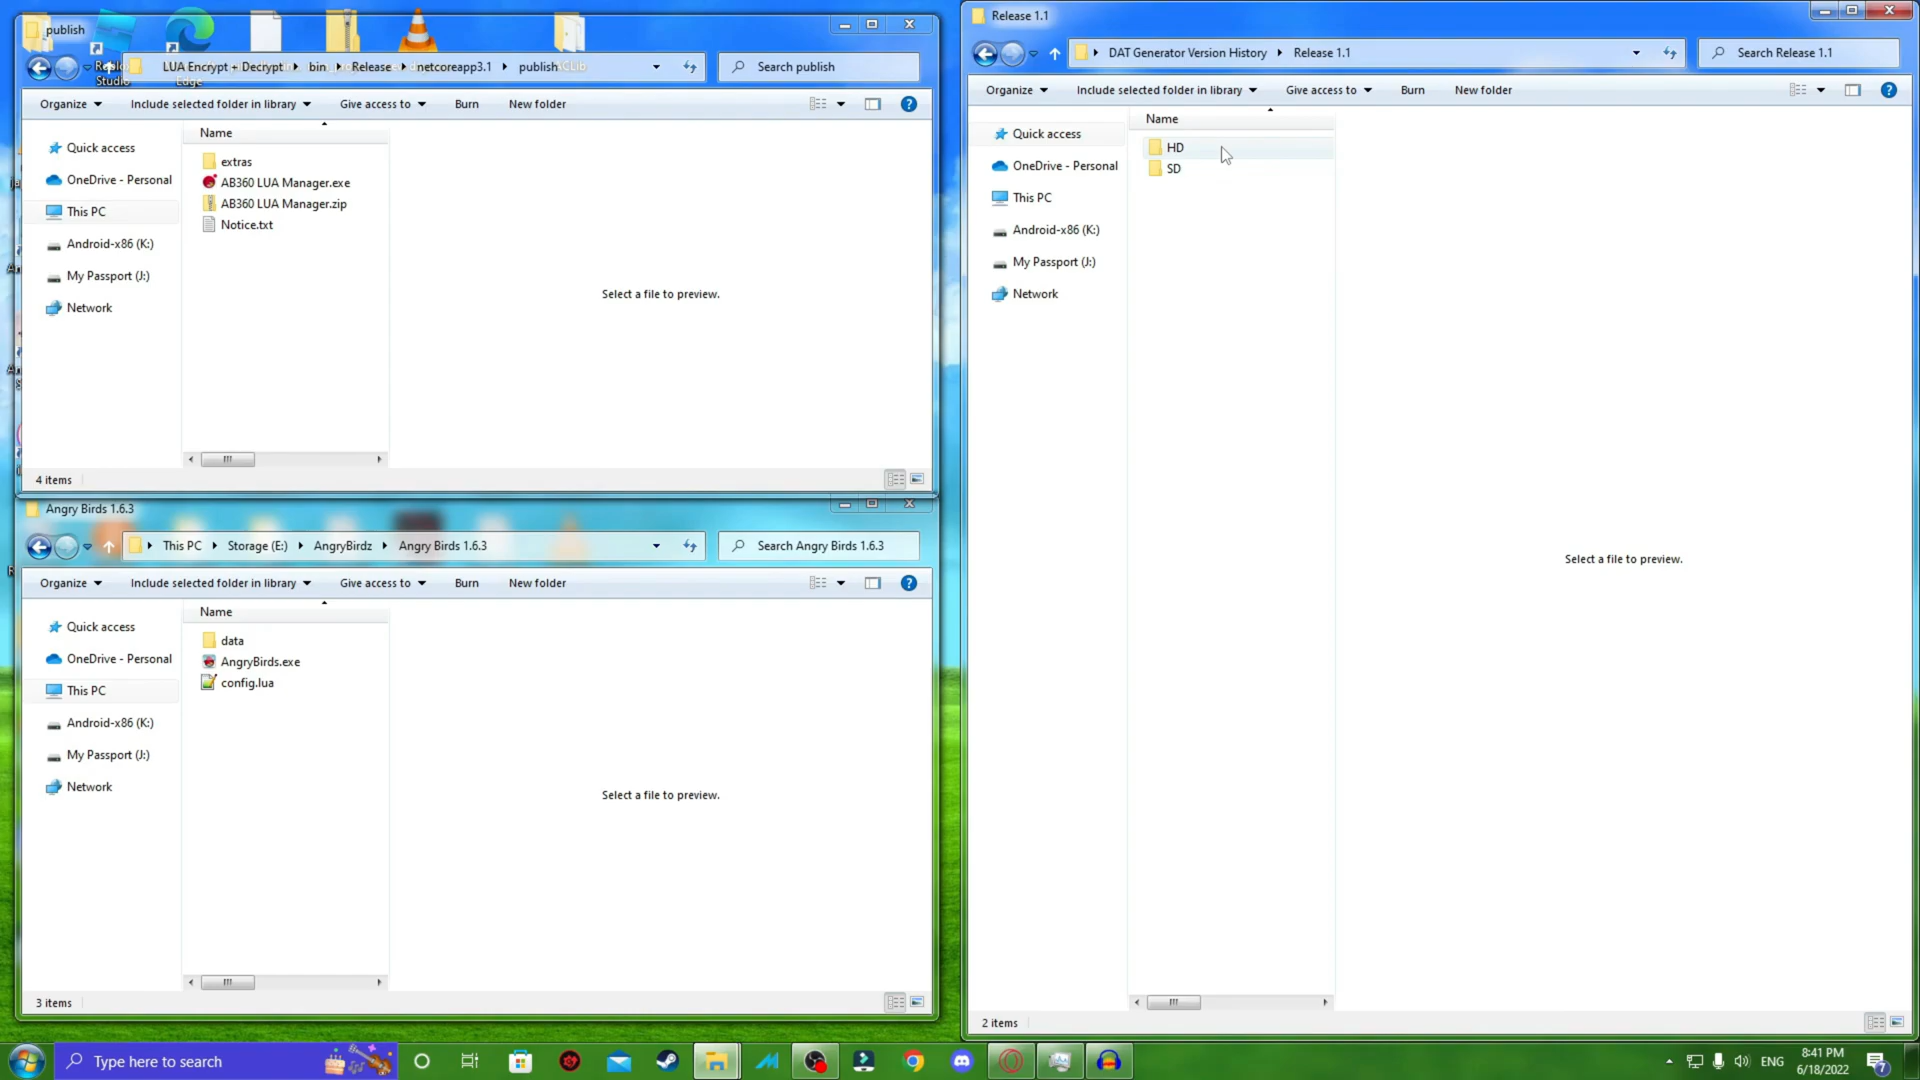 publish
LUA Encrypt + Decrypt bin Release netcoreapp3.1 publish
Search publish
Studio
Edge
Organize Include selected folder in library Give access to Burn New folder
Name
Quick access
OneDrive - Personal
This PC
Android-x86 (K:)
My Passport (J:)
Network
extras
AB360 LUA Manager.exe
AB360 LUA Manager.zip
Notice.txt
Select a file to preview.
4 items
Angry Birds 1.6.3
This PC Storage (E:) AngryBirdz Angry Birds 1.6.3
Search Angry Birds 1.6.3
Organize Include selected folder in library Give access to Burn New folder
Name
Quick access
OneDrive - Personal
This PC
Android-x86 (K:)
My Passport (J:)
Network
data
AngryBirds.exe
config.lua
Select a file to preview.
3 items
Release 1.1
DAT Generator Version History Release 1.1
Search Release 1.1
Organize Include selected folder in library Give access to Burn New folder
Name
Quick access
OneDrive - Personal
This PC
Android-x86 (K:)
My Passport (J:)
Network
HD
SD
Select a file to preview.
2 items
Type here to search
ENG
8:41 PM
6/18/2022
7